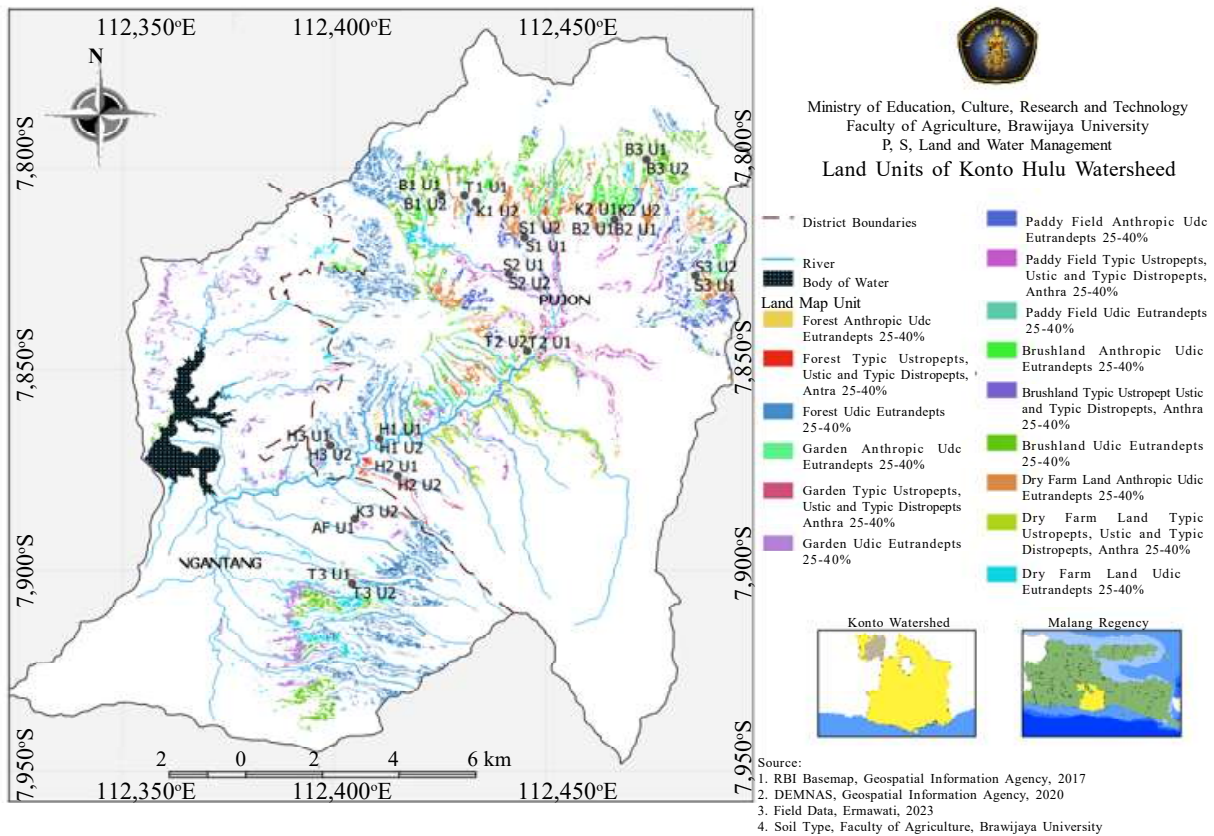 112,350°E 112,400°E 112,450°E
N
7,800°S
7,850°S
7,900°S
7,950°S
7,800°S
7,850°S
7,900°S
7,950°S
B3 U1
B3 U2
B1 U1
B1 U2
T1 U1
K1 U2
K2 U1 K2 U2
B2 U1 B2 U1
S1 U2
S1 U1
S2 U1
S2 U2
PUJON
S3 U2
S3 U1
T2 U2 T2 U1
H1 U1
H1 U2
H3 U1
H3 U2
H2 U1
H2 U2
K3 U2
AF U1
NGANTANG
T3 U1
T3 U2
2 0 2 4 6 km
112,350°E 112,400°E 112,450°E
Ministry of Education, Culture, Research and Technology
Faculty of Agriculture, Brawijaya University
P, S, Land and Water Management
Land Units of Konto Hulu Watersheed
District Boundaries
River
Body of Water
Land Map Unit
Forest Anthropic Udc
Eutrandepts 25-40%
Forest Typic Ustropepts,
Ustic and Typic Distropepts,
Antra 25-40%
Forest Udic Eutrandepts
25-40%
Garden Anthropic Udc
Eutrandepts 25-40%
Garden Typic Ustropepts,
Ustic and Typic Distropepts
Anthra 25-40%
Garden Udic Eutrandepts
25-40%
Paddy Field Anthropic Udc
Eutrandepts 25-40%
Paddy Field Typic Ustropepts,
Ustic and Typic Distropepts,
Anthra 25-40%
Paddy Field Udic Eutrandepts
25-40%
Brushland Anthropic Udic
Eutrandepts 25-40%
Brushland Typic Ustropept Ustic
and Typic Distropepts, Anthra
25-40%
Brushland Udic Eutrandepts
25-40%
Dry Farm Land Anthropic Udic
Eutrandepts 25-40%
Dry Farm Land Typic
Ustropepts, Ustic and Typic
Distropepts, Anthra 25-40%
Dry Farm Land Udic
Eutrandepts 25-40%
Konto Watershed
Malang Regency
Source:
1. RBI Basemap, Geospatial Information Agency, 2017
2. DEMNAS, Geospatial Information Agency, 2020
3. Field Data, Ermawati, 2023
4. Soil Type, Faculty of Agriculture, Brawijaya University